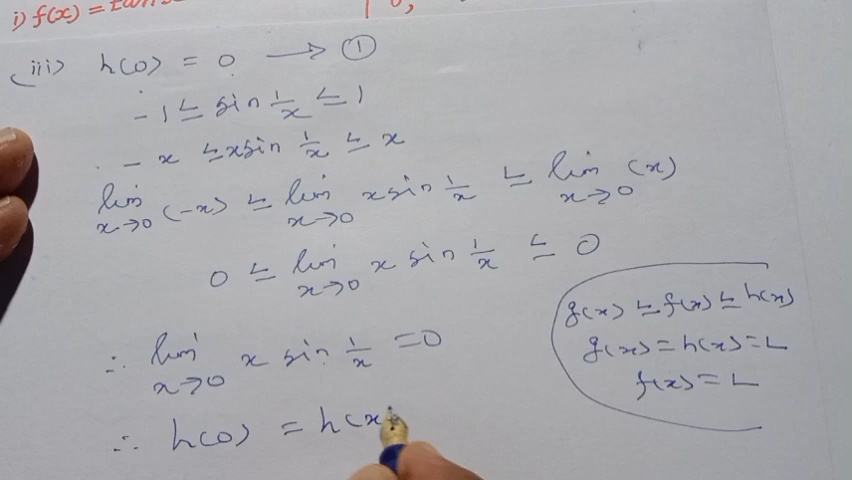 i) f(x) =
iii) h(0) = 0 → ①
-1 ≤ sin 1/x ≤ 1
- x ≤ x sin 1/x ≤ x
lim x→0 (-x) ≤ lim x→0 x sin 1/x ≤ lim x→0 (x)
0 ≤ lim x→0 x sin 1/x ≤ 0
g(x) ≤ f(x) ≤ h(x)
g(x) = h(x) = L
f(x) = L
∴ lim x→0 x sin 1/x = 0
∴ h(0) = h(x